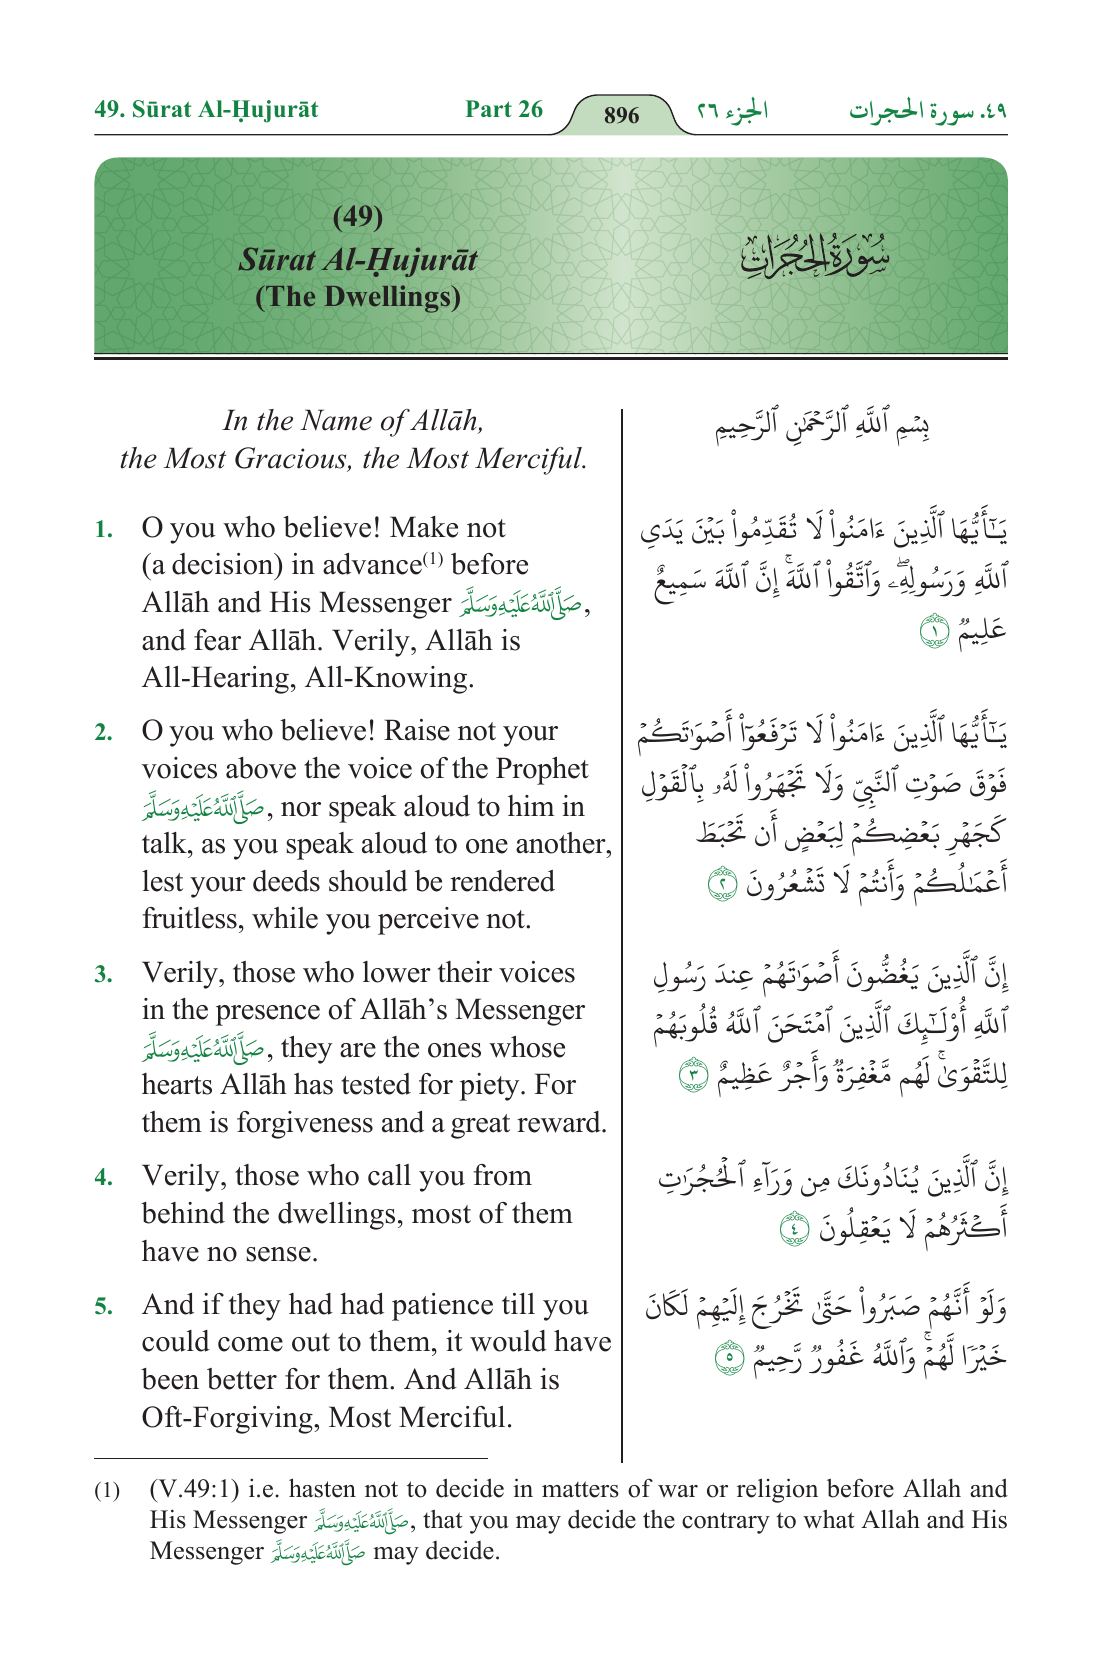 49. Sūrat Al-Ḥujurāt Part 26 896 الجزء ٢٦ ٤٩. سورة الحجرات
(49)
Sūrat Al-Ḥujurāt
(The Dwellings)
سُورَةُ الحُجُرَاتِ
In the Name of Allāh,
the Most Gracious, the Most Merciful.
1. O you who believe! Make not
(a decision) in advance(1) before
Allāh and His Messenger صَلَّى ٱللَّهُ عَلَيْهِ وَسَلَّمَ,
and fear Allāh. Verily, Allāh is
All-Hearing, All-Knowing.
2. O you who believe! Raise not your
voices above the voice of the Prophet
صَلَّى ٱللَّهُ عَلَيْهِ وَسَلَّمَ, nor speak aloud to him in
talk, as you speak aloud to one another,
lest your deeds should be rendered
fruitless, while you perceive not.
3. Verily, those who lower their voices
in the presence of Allāh’s Messenger
صَلَّى ٱللَّهُ عَلَيْهِ وَسَلَّمَ, they are the ones whose
hearts Allāh has tested for piety. For
them is forgiveness and a great reward.
4. Verily, those who call you from
behind the dwellings, most of them
have no sense.
5. And if they had had patience till you
could come out to them, it would have
been better for them. And Allāh is
Oft-Forgiving, Most Merciful.
بِسۡمِ ٱللَّهِ ٱلرَّحۡمَٰنِ ٱلرَّحِيمِ
يَـٰٓأَيُّهَا ٱلَّذِينَ ءَامَنُواْ لَا تُقَدِّمُواْ بَيۡنَ يَدَيِ
ٱللَّهِ وَرَسُولِهِۦۖ وَٱتَّقُواْ ٱللَّهَۚ إِنَّ ٱللَّهَ سَمِيعٌ
عَلِيمٞ ١
يَـٰٓأَيُّهَا ٱلَّذِينَ ءَامَنُواْ لَا تَرۡفَعُوٓاْ أَصۡوَٰتَكُمۡ
فَوۡقَ صَوۡتِ ٱلنَّبِيِّ وَلَا تَجۡهَرُواْ لَهُۥ بِٱلۡقَوۡلِ
كَجَهۡرِ بَعۡضِكُمۡ لِبَعۡضٍ أَن تَحۡبَطَ
أَعۡمَٰلُكُمۡ وَأَنتُمۡ لَا تَشۡعُرُونَ ٢
إِنَّ ٱلَّذِينَ يَغُضُّونَ أَصۡوَٰتَهُمۡ عِندَ رَسُولِ
ٱللَّهِ أُوْلَـٰٓئِكَ ٱلَّذِينَ ٱمۡتَحَنَ ٱللَّهُ قُلُوبَهُمۡ
لِلتَّقۡوَىٰۚ لَهُم مَّغۡفِرَةٞ وَأَجۡرٌ عَظِيمٌ ٣
إِنَّ ٱلَّذِينَ يُنَادُونَكَ مِن وَرَآءِ ٱلۡحُجُرَٰتِ
أَكۡثَرُهُمۡ لَا يَعۡقِلُونَ ٤
وَلَوۡ أَنَّهُمۡ صَبَرُواْ حَتَّىٰ تَخۡرُجَ إِلَيۡهِمۡ لَكَانَ
خَيۡرٗا لَّهُمۡۚ وَٱللَّهُ غَفُورٞ رَّحِيمٞ ٥
(1) (V.49:1) i.e. hasten not to decide in matters of war or religion before Allah and
His Messenger صَلَّى ٱللَّهُ عَلَيْهِ وَسَلَّمَ, that you may decide the contrary to what Allah and His
Messenger صَلَّى ٱللَّهُ عَلَيْهِ وَسَلَّمَ may decide.